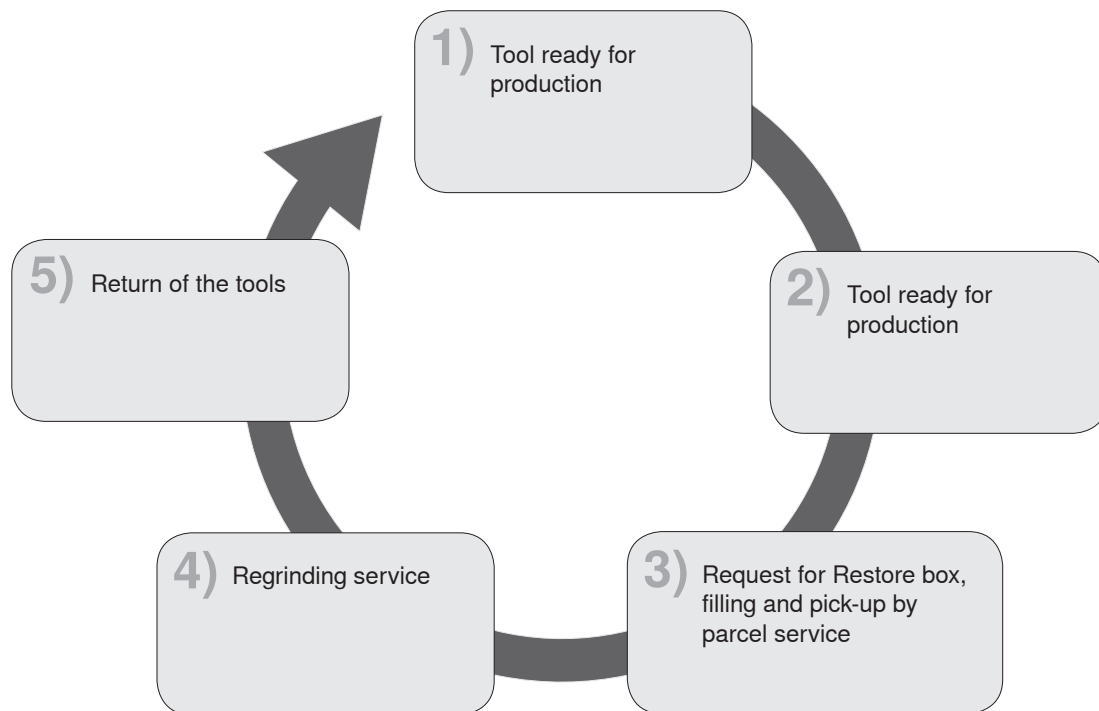 1) Tool ready for
production
2) Tool ready for
production
3) Request for Restore box,
filling and pick-up by
parcel service
4) Regrinding service
5) Return of the tools